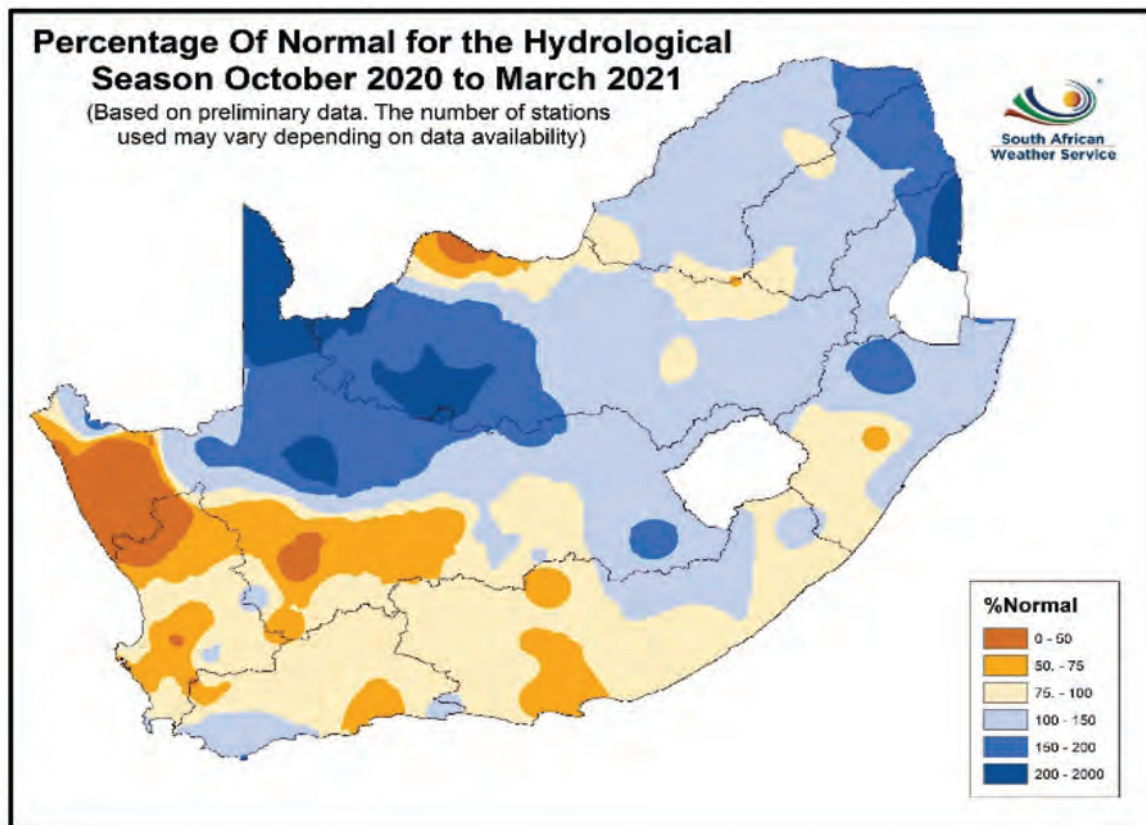 Percentage Of Normal for the Hydrological
Season October 2020 to March 2021
(Based on preliminary data. The number of stations
used may vary depending on data availability)
South African
Weather Service
%Normal
0 - 50
50. - 75
75. - 100
100 - 150
150 - 200
200 - 2000